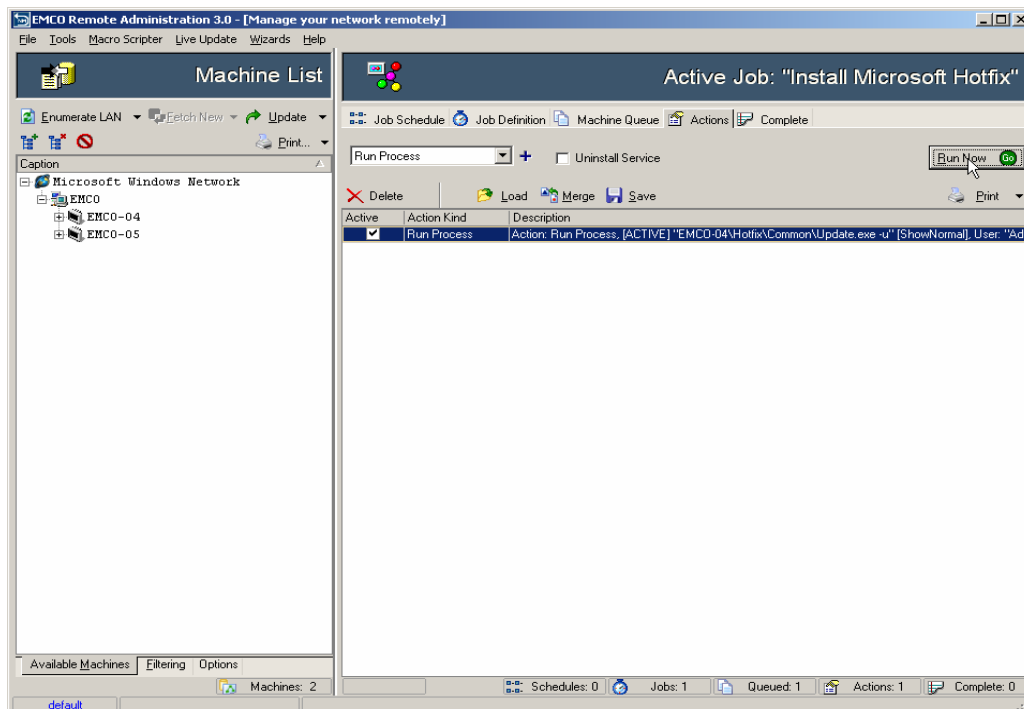 EMCO Remote Administration 3.0 - [Manage your network remotely]
File Tools Macro Scripter Live Update Wizards Help
Machine List
Active Job: "Install Microsoft Hotfix"
Enumerate LAN Fetch New Update
Job Schedule Job Definition Machine Queue Actions Complete
Print...
Run Process Uninstall Service Run Now Go
Caption
Microsoft Windows Network
EMCO
EMCO-04
EMCO-05
Delete Load Merge Save Print
Active Action Kind Description
Run Process Action: Run Process, [ACTIVE] "EMCO-04\Hotfix\Common\Update.exe -u" [ShowNormal], User: "Ad
Available Machines Filtering Options
Machines: 2
Schedules: 0 Jobs: 1 Queued: 1 Actions: 1 Complete: 0
default